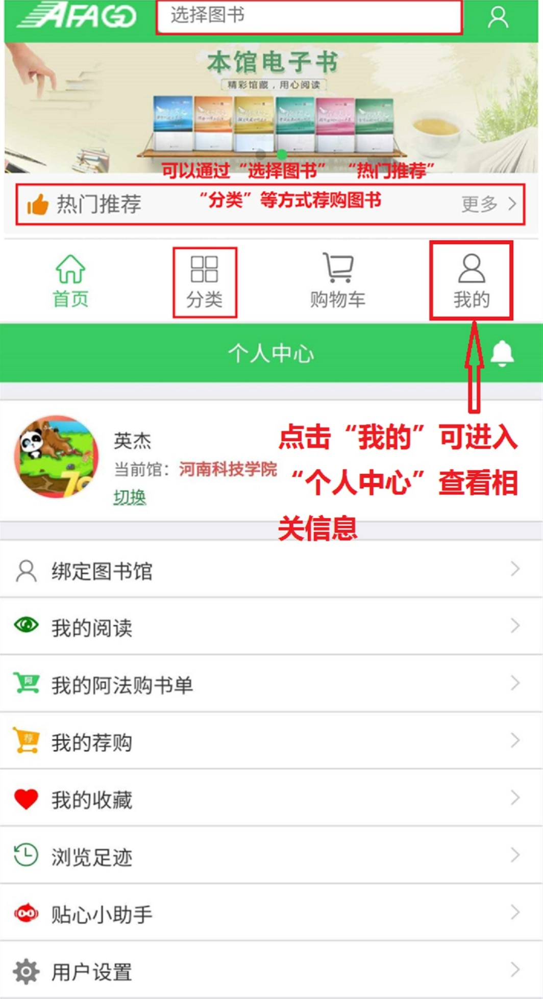 AFAGO
选择图书
本馆电子书
精彩馆藏，用心阅读
可以通过“选择图书” “热门推荐”
“分类”等方式荐购图书
热门推荐
更多
首页
分类
购物车
我的
个人中心
点击“我的”可进入
“个人中心”查看相
关信息
英杰
当前馆：河南科技学院
切换
70
绑定图书馆
我的阅读
阿
我的阿法购书单
荐
我的荐购
我的收藏
浏览足迹
贴心小助手
用户设置